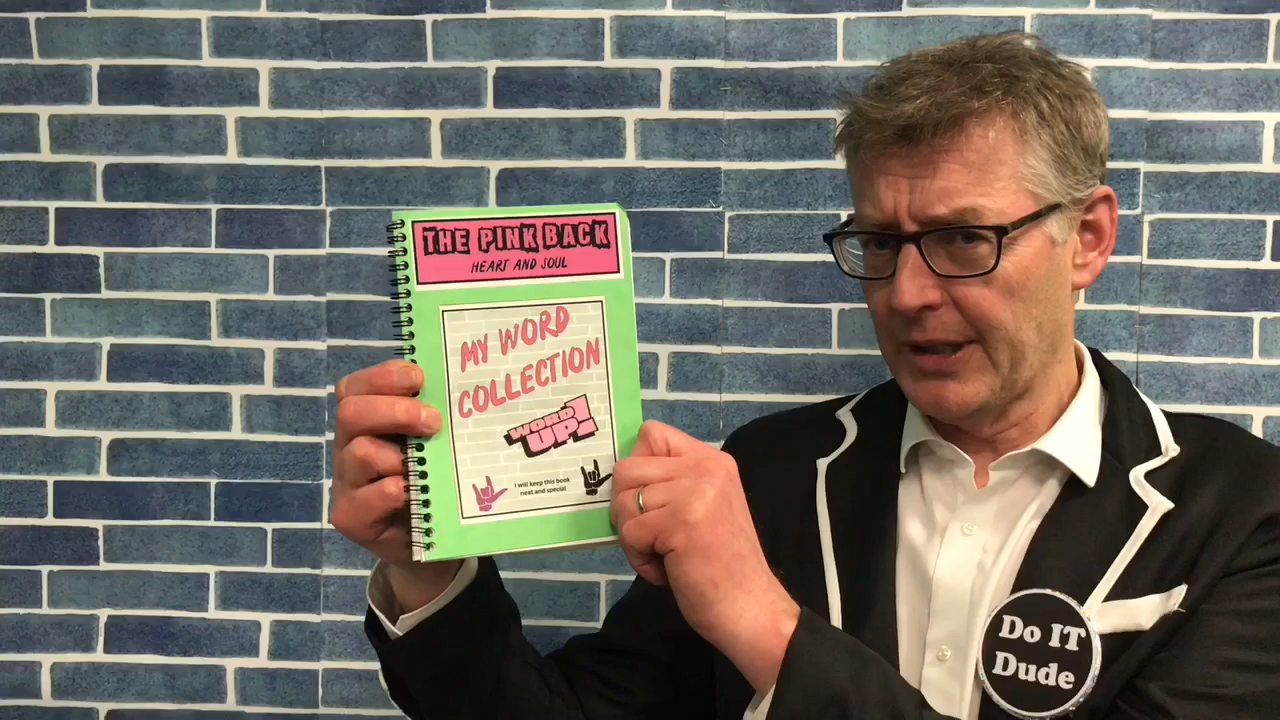 THE PINK BACK
HEART AND SOUL
MY WORD
COLLECTION
WORD
UP!
I will keep this book
neat and special
Do IT
Dude